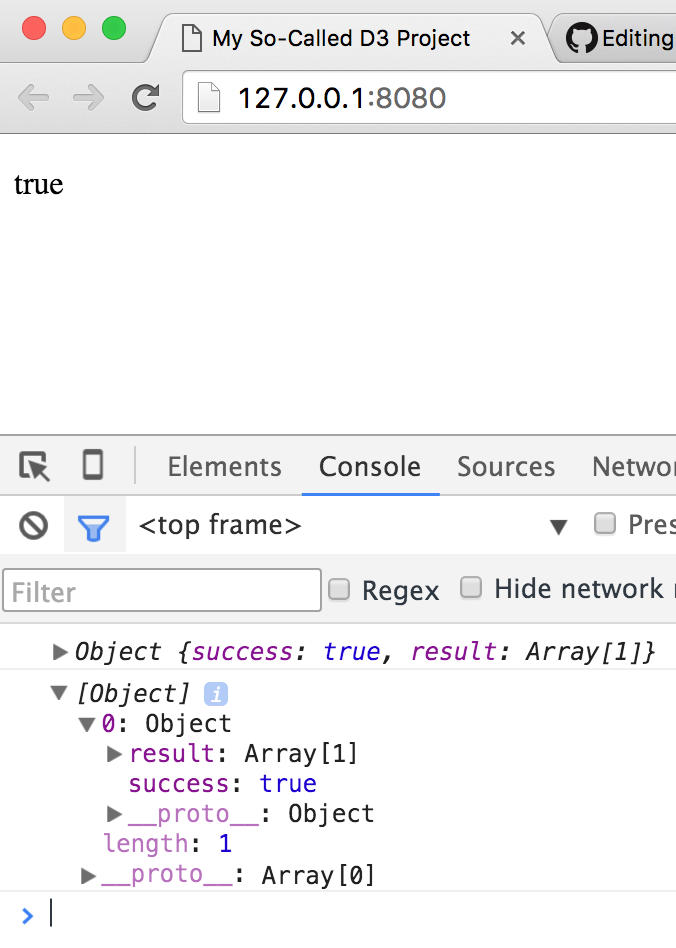 My So-Called D3 Project
Editing
127.0.0.1:8080
true
Elements Console Sources
<top frame>
Filter Regex Hide network
Object {success: true, result: Array[1]}
[Object] i
0: Object
result: Array[1]
success: true
__proto__: Object
length: 1
__proto__: Array[0]